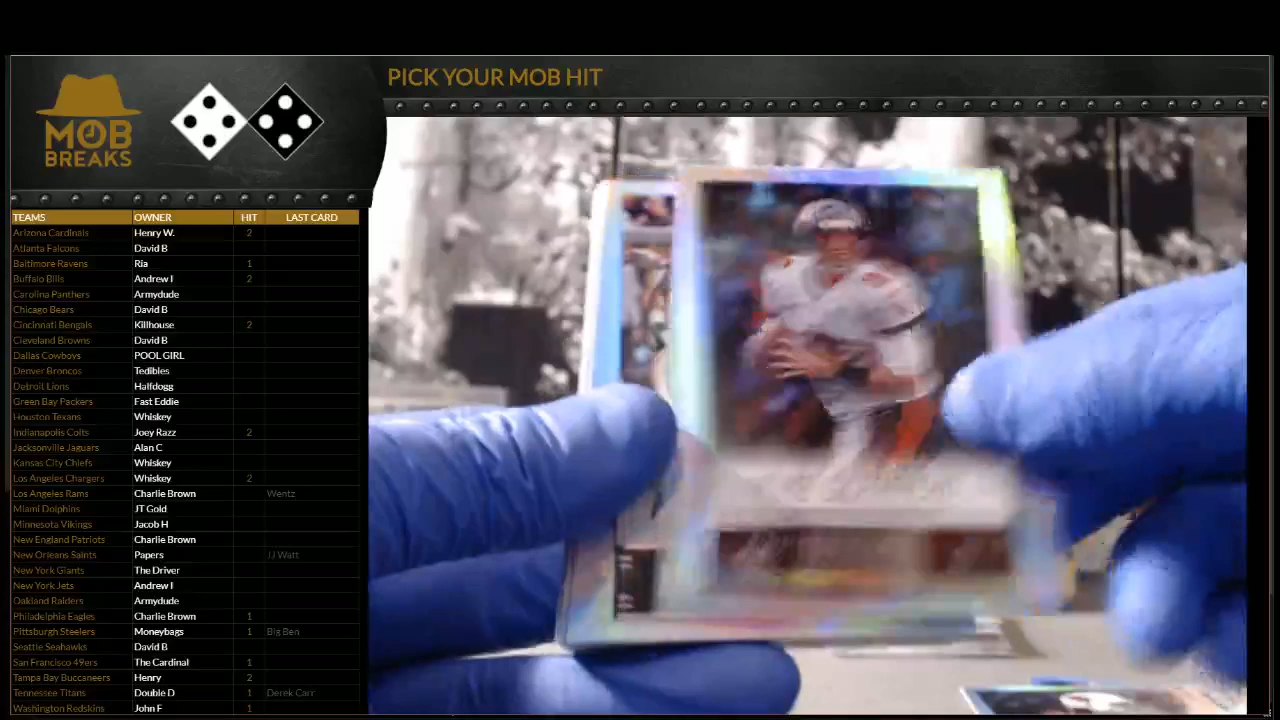 PICK YOUR MOB HIT
MOB
BREAKS
TEAMS OWNER HIT LAST CARD
Arizona Cardinals Henry W. 2
Atlanta Falcons David B
Baltimore Ravens Ria 1
Buffalo Bills Andrew I 2
Carolina Panthers Armydude
Chicago Bears David B
Cincinnati Bengals Killhouse 2
Cleveland Browns David B
Dallas Cowboys POOL GIRL
Denver Broncos Tedibles
Detroit Lions Halfdogg
Green Bay Packers Fast Eddie
Houston Texans Whiskey
Indianapolis Colts Joey Razz 2
Jacksonville Jaguars Alan C
Kansas City Chiefs Whiskey
Los Angeles Chargers Whiskey 2
Los Angeles Rams Charlie Brown Wentz
Miami Dolphins JT Gold
Minnesota Vikings Jacob H
New England Patriots Charlie Brown
New Orleans Saints Papers JJ Watt
New York Giants The Driver
New York Jets Andrew I
Oakland Raiders Armydude
Philadelphia Eagles Charlie Brown 1
Pittsburgh Steelers Moneybags 1 Big Ben
Seattle Seahawks David B
San Francisco 49ers The Cardinal 1
Tampa Bay Buccaneers Henry 2
Tennessee Titans Double D 1 Derek Carr
Washington Redskins John F 1